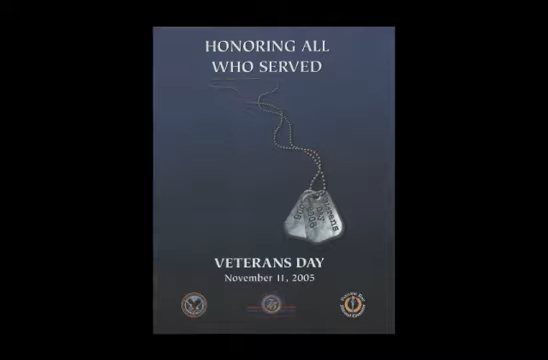 HONORING ALL
WHO SERVED
VETERANS DAY
November 11, 2005